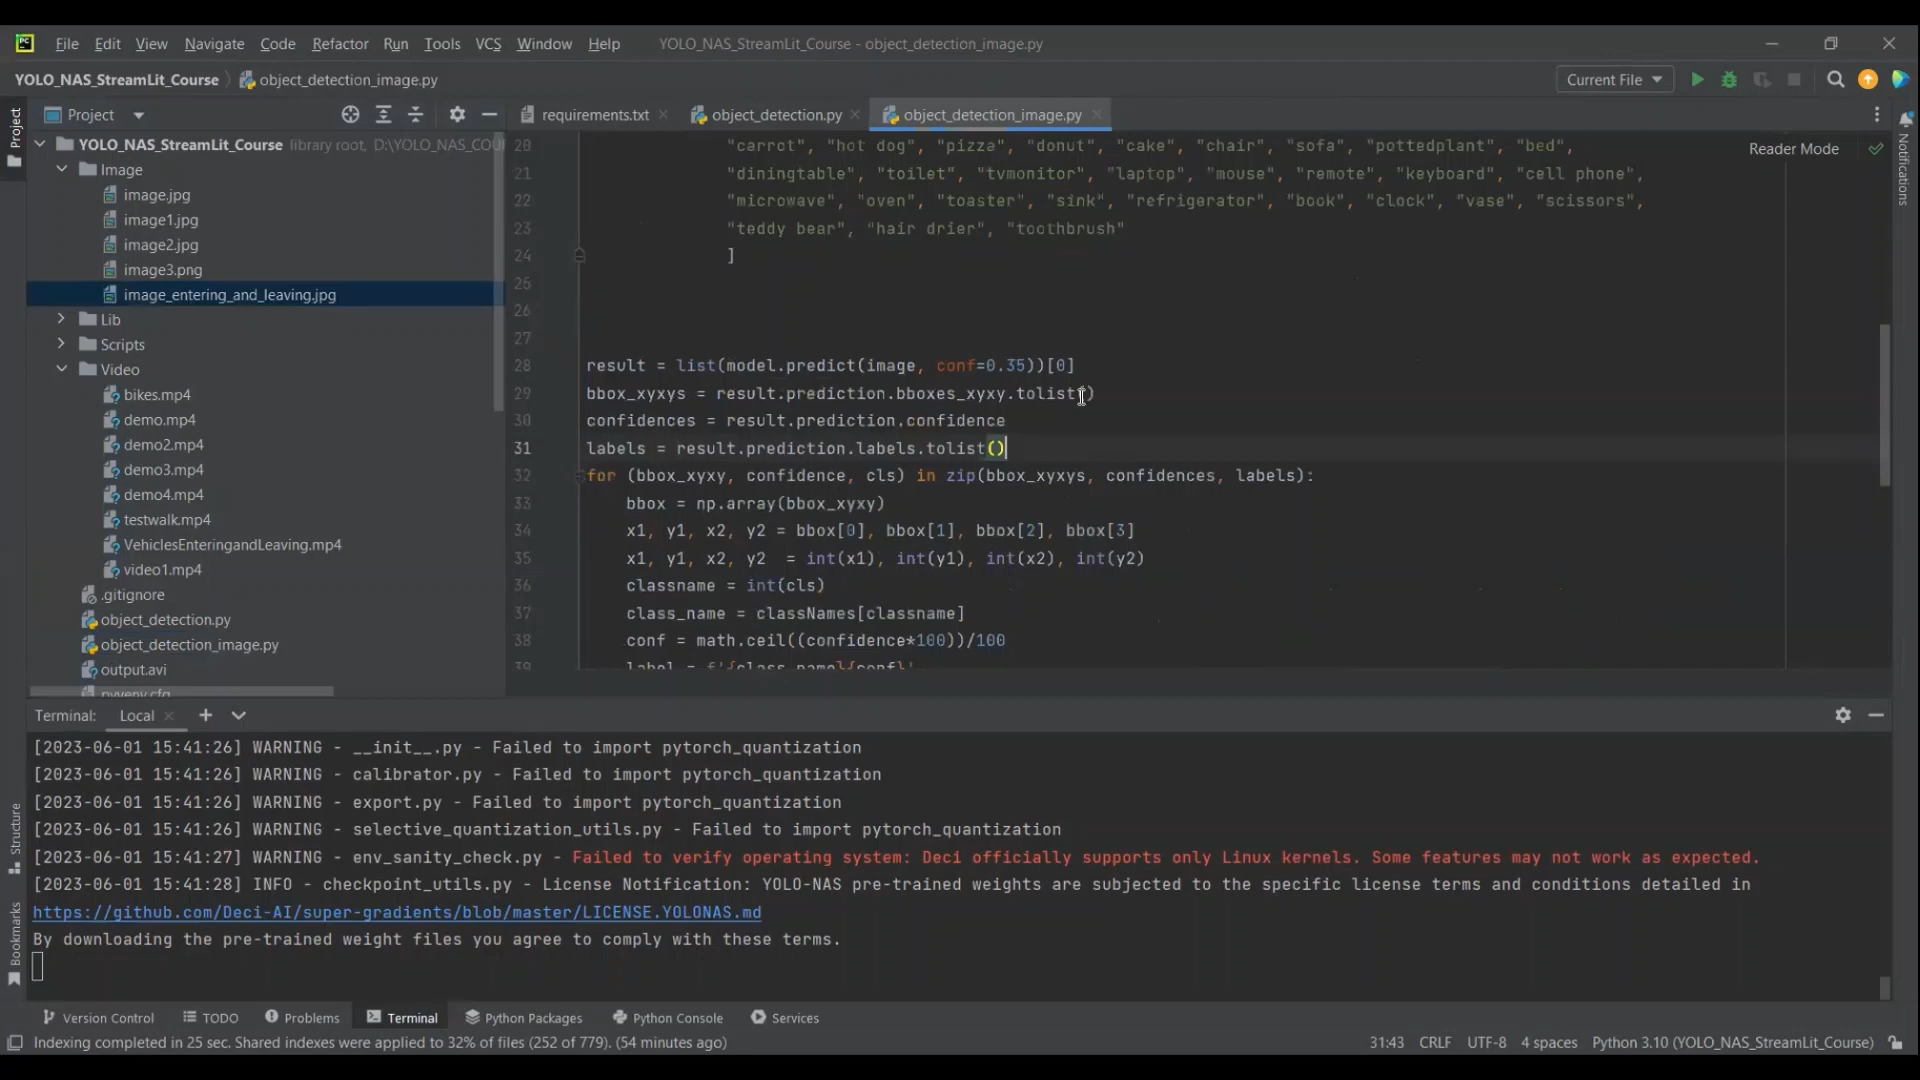 File Edit View Navigate Code Refactor Run Tools VCS Window Help YOLO_NAS_StreamLit_Course - object_detection_image.py
YOLO_NAS_StreamLit_Course object_detection_image.py Current File
Project
Project requirements.txt object_detection.py object_detection_image.py
Notifications
YOLO_NAS_StreamLit_Course library root, D:\YOLO_NAS_COU
Image
image.jpg
image1.jpg
image2.jpg
image3.png
image_entering_and_leaving.jpg
Lib
Scripts
Video
bikes.mp4
demo.mp4
demo2.mp4
demo3.mp4
demo4.mp4
testwalk.mp4
VehiclesEnteringandLeaving.mp4
video1.mp4
.gitignore
object_detection.py
object_detection_image.py
output.avi
pyvenv.cfg
Reader Mode
20 "carrot", "hot dog", "pizza", "donut", "cake", "chair", "sofa", "pottedplant", "bed",
21 "diningtable", "toilet", "tvmonitor", "laptop", "mouse", "remote", "keyboard", "cell phone",
22 "microwave", "oven", "toaster", "sink", "refrigerator", "book", "clock", "vase", "scissors",
23 "teddy bear", "hair drier", "toothbrush"
24 ]
25
26
27
28 result = list(model.predict(image, conf=0.35))[0]
29 bbox_xyxys = result.prediction.bboxes_xyxy.tolist()
30 confidences = result.prediction.confidence
31 labels = result.prediction.labels.tolist()
32 for (bbox_xyxy, confidence, cls) in zip(bbox_xyxys, confidences, labels):
33 bbox = np.array(bbox_xyxy)
34 x1, y1, x2, y2 = bbox[0], bbox[1], bbox[2], bbox[3]
35 x1, y1, x2, y2 = int(x1), int(y1), int(x2), int(y2)
36 classname = int(cls)
37 class_name = classNames[classname]
38 conf = math.ceil((confidence*100))/100
39 label = f'{class_name}{conf}'
Terminal: Local
[2023-06-01 15:41:26] WARNING - __init__.py - Failed to import pytorch_quantization
[2023-06-01 15:41:26] WARNING - calibrator.py - Failed to import pytorch_quantization
[2023-06-01 15:41:26] WARNING - export.py - Failed to import pytorch_quantization
[2023-06-01 15:41:26] WARNING - selective_quantization_utils.py - Failed to import pytorch_quantization
[2023-06-01 15:41:27] WARNING - env_sanity_check.py - Failed to verify operating system: Deci officially supports only Linux kernels. Some features may not work as expected.
[2023-06-01 15:41:28] INFO - checkpoint_utils.py - License Notification: YOLO-NAS pre-trained weights are subjected to the specific license terms and conditions detailed in
https://github.com/Deci-AI/super-gradients/blob/master/LICENSE.YOLONAS.md
By downloading the pre-trained weight files you agree to comply with these terms.
Structure
Bookmarks
Version Control TODO Problems Terminal Python Packages Python Console Services
Indexing completed in 25 sec. Shared indexes were applied to 32% of files (252 of 779). (54 minutes ago) 31:43 CRLF UTF-8 4 spaces Python 3.10 (YOLO_NAS_StreamLit_Course)